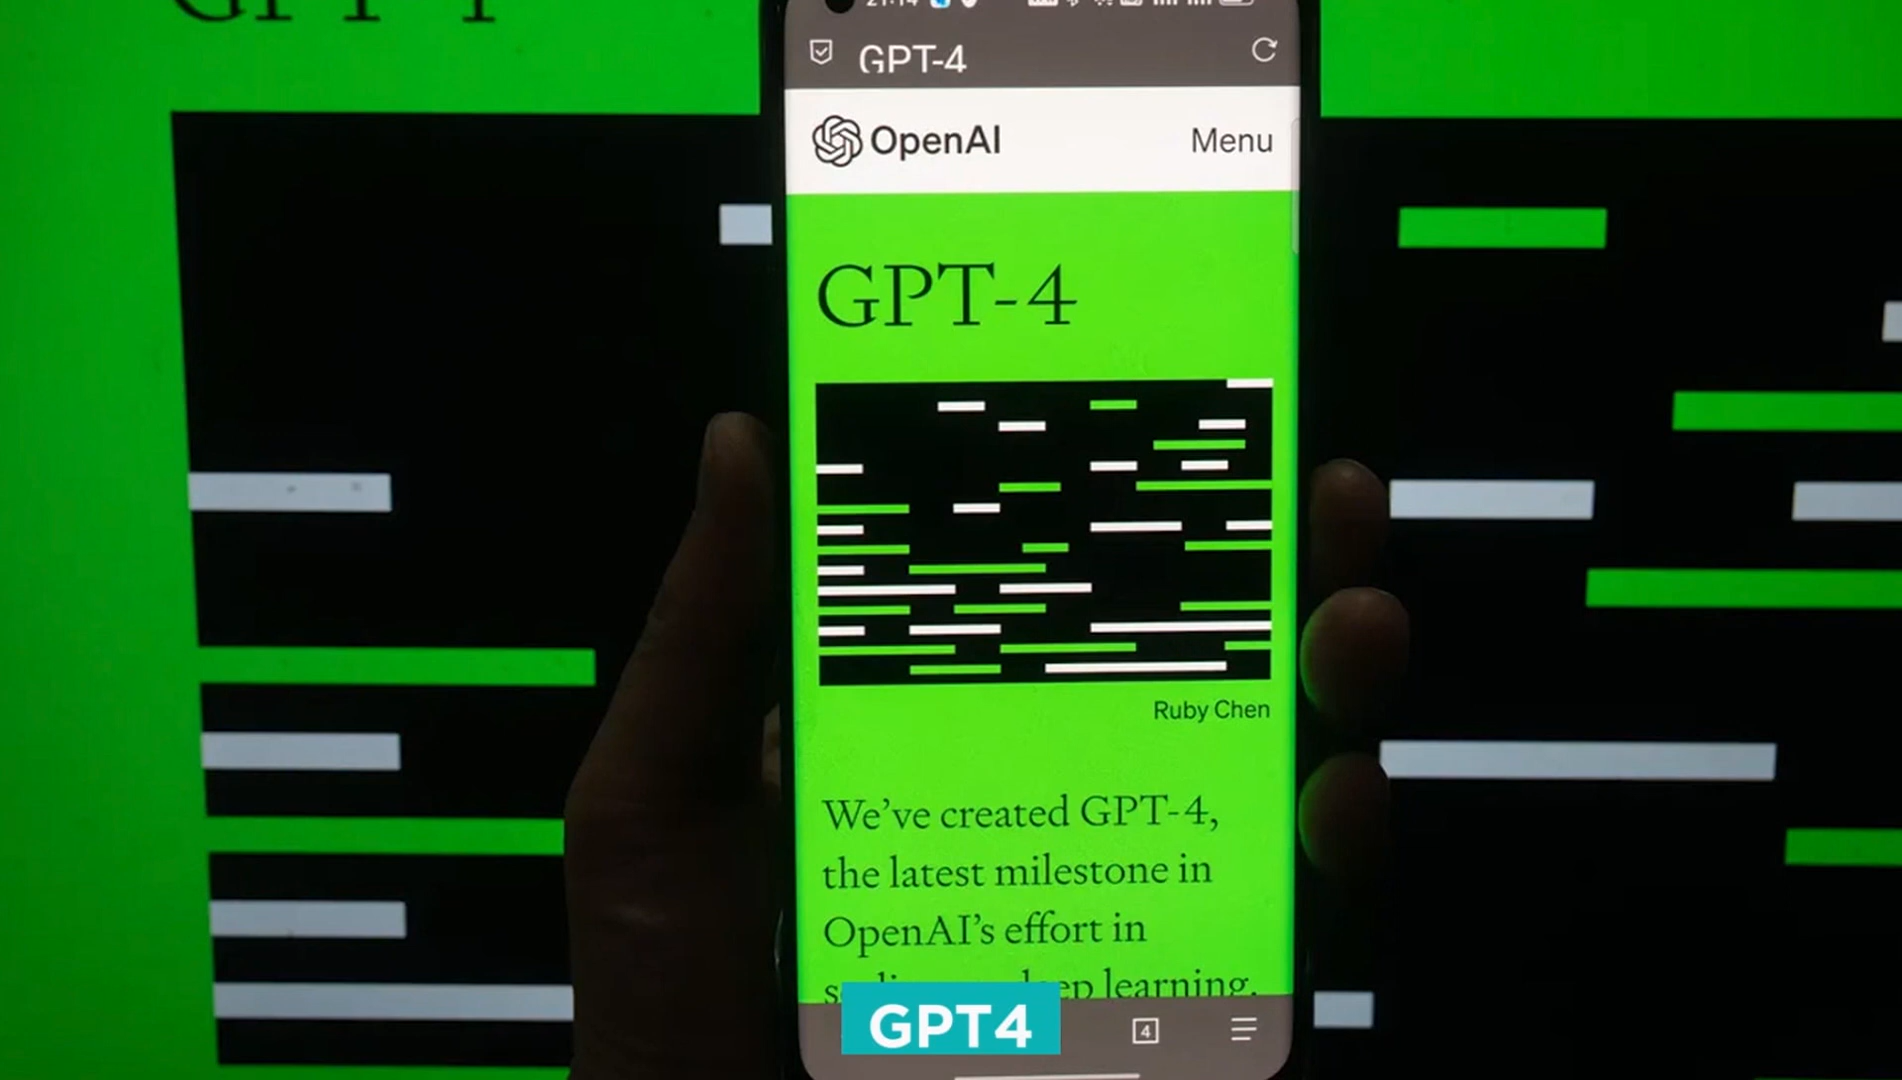 GPT-4
OpenAI
Menu
GPT-4
Ruby Chen
We've created GPT-4,
the latest milestone in
OpenAI's effort in
learning.
GPT4
4